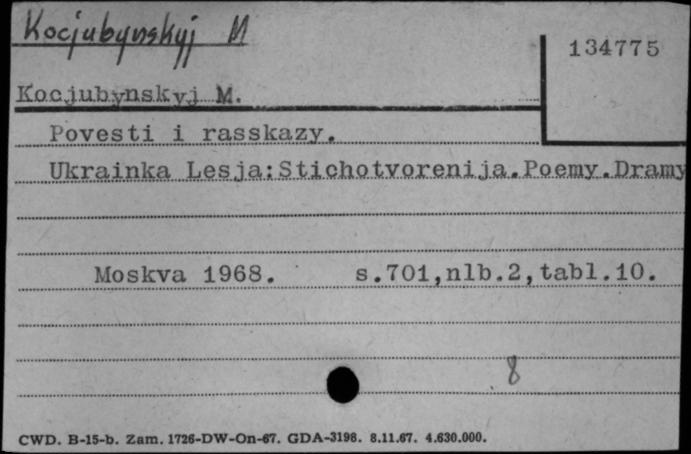 Kocjubynskyj M
134775
Kocjubynskyj M.
Povesti i rasskazy.
Ukrainka Lesja:Stichotvorenija.Poemy.Dramy
Moskva 1968. s.701,nlb.2,tabl.10.
8
CWD. B-15-b. Zam. 1726-DW-On-67. GDA-3198. 8.11.67. 4.630.000.